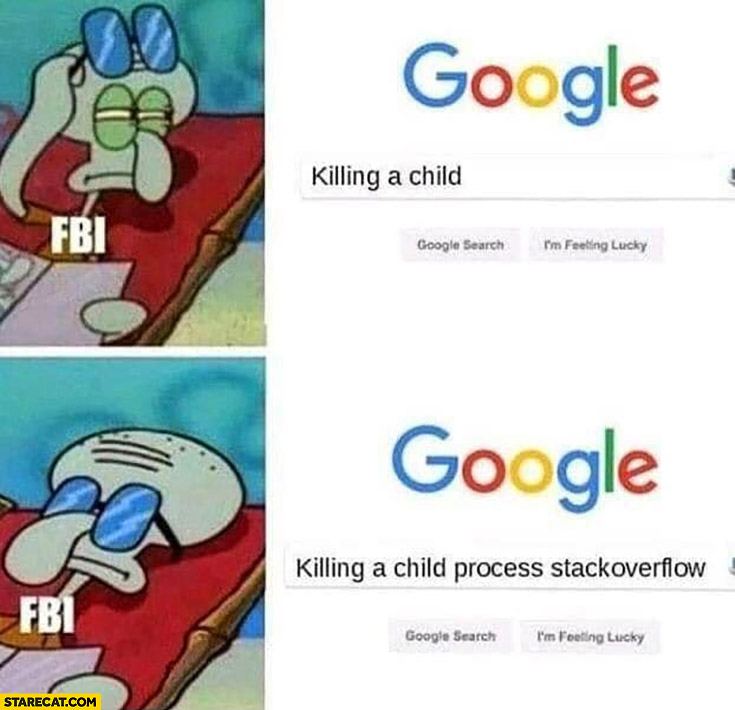 Google
Killing a child
FBI
Google Search I'm Feeling Lucky
Google
Killing a child process stackoverflow
FBI
Google Search I'm Feeling Lucky
STARECAT.COM